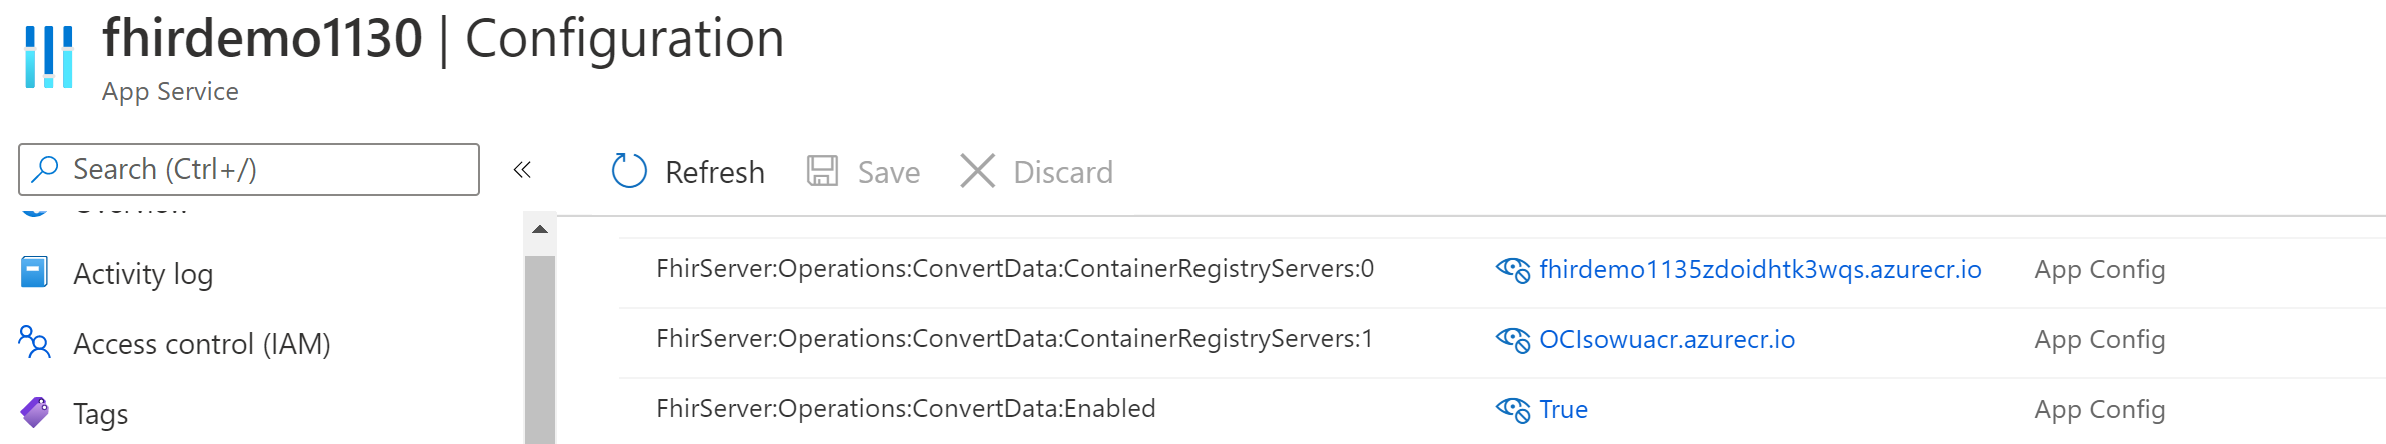 fhirdemo1130 | Configuration
App Service
Search (Ctrl+/)
«
Refresh
Save
Discard
Overview
Activity log
Access control (IAM)
Tags
FhirServer:Operations:ConvertData:ContainerRegistryServers:0 fhirdemo1135zdoidhtk3wqs.azurecr.io App Config
FhirServer:Operations:ConvertData:ContainerRegistryServers:1 OCIsowuacr.azurecr.io App Config
FhirServer:Operations:ConvertData:Enabled True App Config